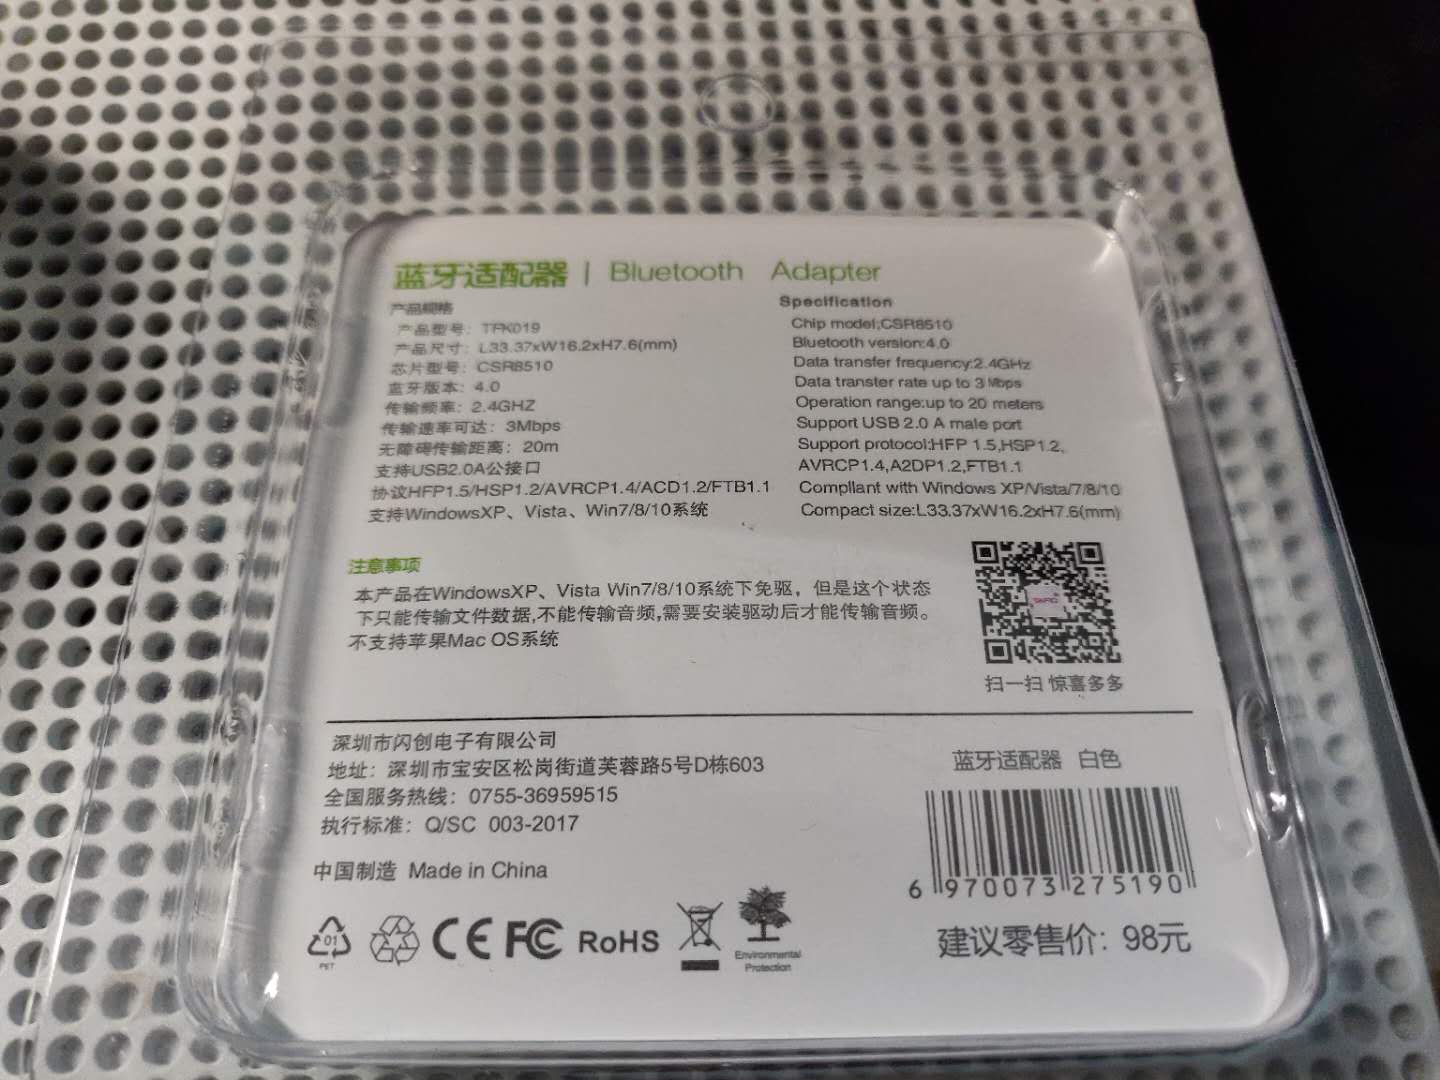 蓝牙适配器 | Bluetooth Adapter
产品规格
产品型号：TFK019
产品尺寸：L33.37xW16.2xH7.6(mm)
芯片型号：CSR8510
蓝牙版本：4.0
传输频率：2.4GHZ
传输速率可达：3Mbps
无障碍传输距离：20m
支持USB2.0A公接口
协议HFP1.5/HSP1.2/AVRCP1.4/ACD1.2/FTB1.1
支持WindowsXP、Vista、Win7/8/10系统
Specification
Chip model;CSR8510
Bluetooth version:4.0
Data transfer frequency:2.4GHz
Data transfer rate up to 3 Mbps
Operation range:up to 20 meters
Support USB 2.0 A male port
Support protocol:HFP 1.5,HSP1.2,
AVRCP1.4,A2DP1.2,FTB1.1
Compliant with Windows XP/Vista/7/8/10
Compact size:L33.37xW16.2xH7.6(mm)
注意事项
本产品在WindowsXP、Vista Win7/8/10系统下免驱，但是这个状态
下只能传输文件数据,不能传输音频,需要安装驱动后才能传输音频。
不支持苹果Mac OS系统
扫一扫 惊喜多多
深圳市闪创电子有限公司
地址：深圳市宝安区松岗街道芙蓉路5号D栋603
全国服务热线：0755-36959515
执行标准：Q/SC 003-2017
中国制造 Made in China
蓝牙适配器 白色
6 970073 275190
建议零售价：98元
01
PET
CE FC RoHS
Environmental
Protection